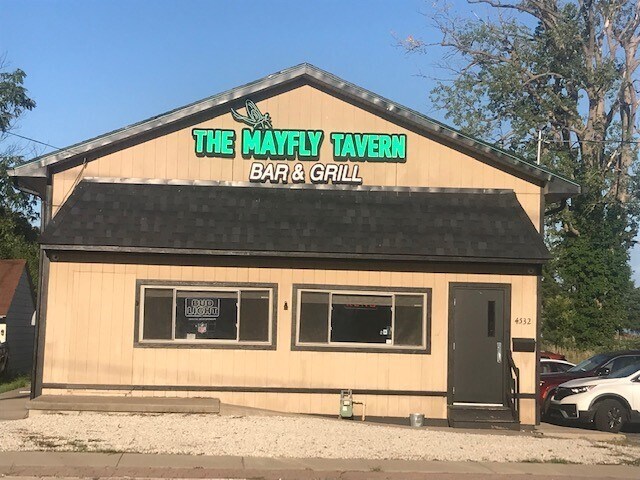 THE MAYFLY TAVERN
BAR & GRILL
BUD
LIGHT
4532